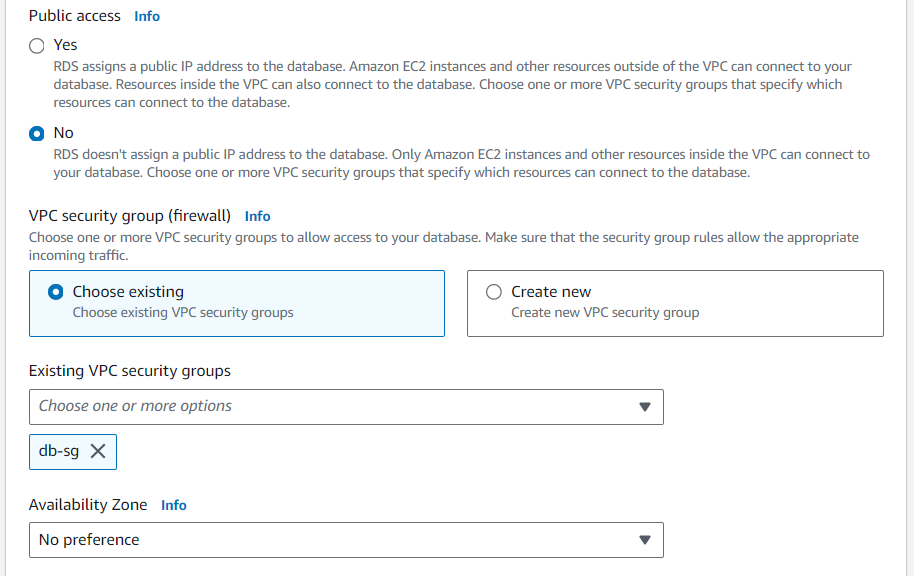 Public access Info
Yes
RDS assigns a public IP address to the database. Amazon EC2 instances and other resources outside of the VPC can connect to your
database. Resources inside the VPC can also connect to the database. Choose one or more VPC security groups that specify which
resources can connect to the database.
No
RDS doesn't assign a public IP address to the database. Only Amazon EC2 instances and other resources inside the VPC can connect to
your database. Choose one or more VPC security groups that specify which resources can connect to the database.
VPC security group (firewall) Info
Choose one or more VPC security groups to allow access to your database. Make sure that the security group rules allow the appropriate
incoming traffic.
Choose existing
Choose existing VPC security groups
Create new
Create new VPC security group
Existing VPC security groups
Choose one or more options
db-sg
Availability Zone Info
No preference